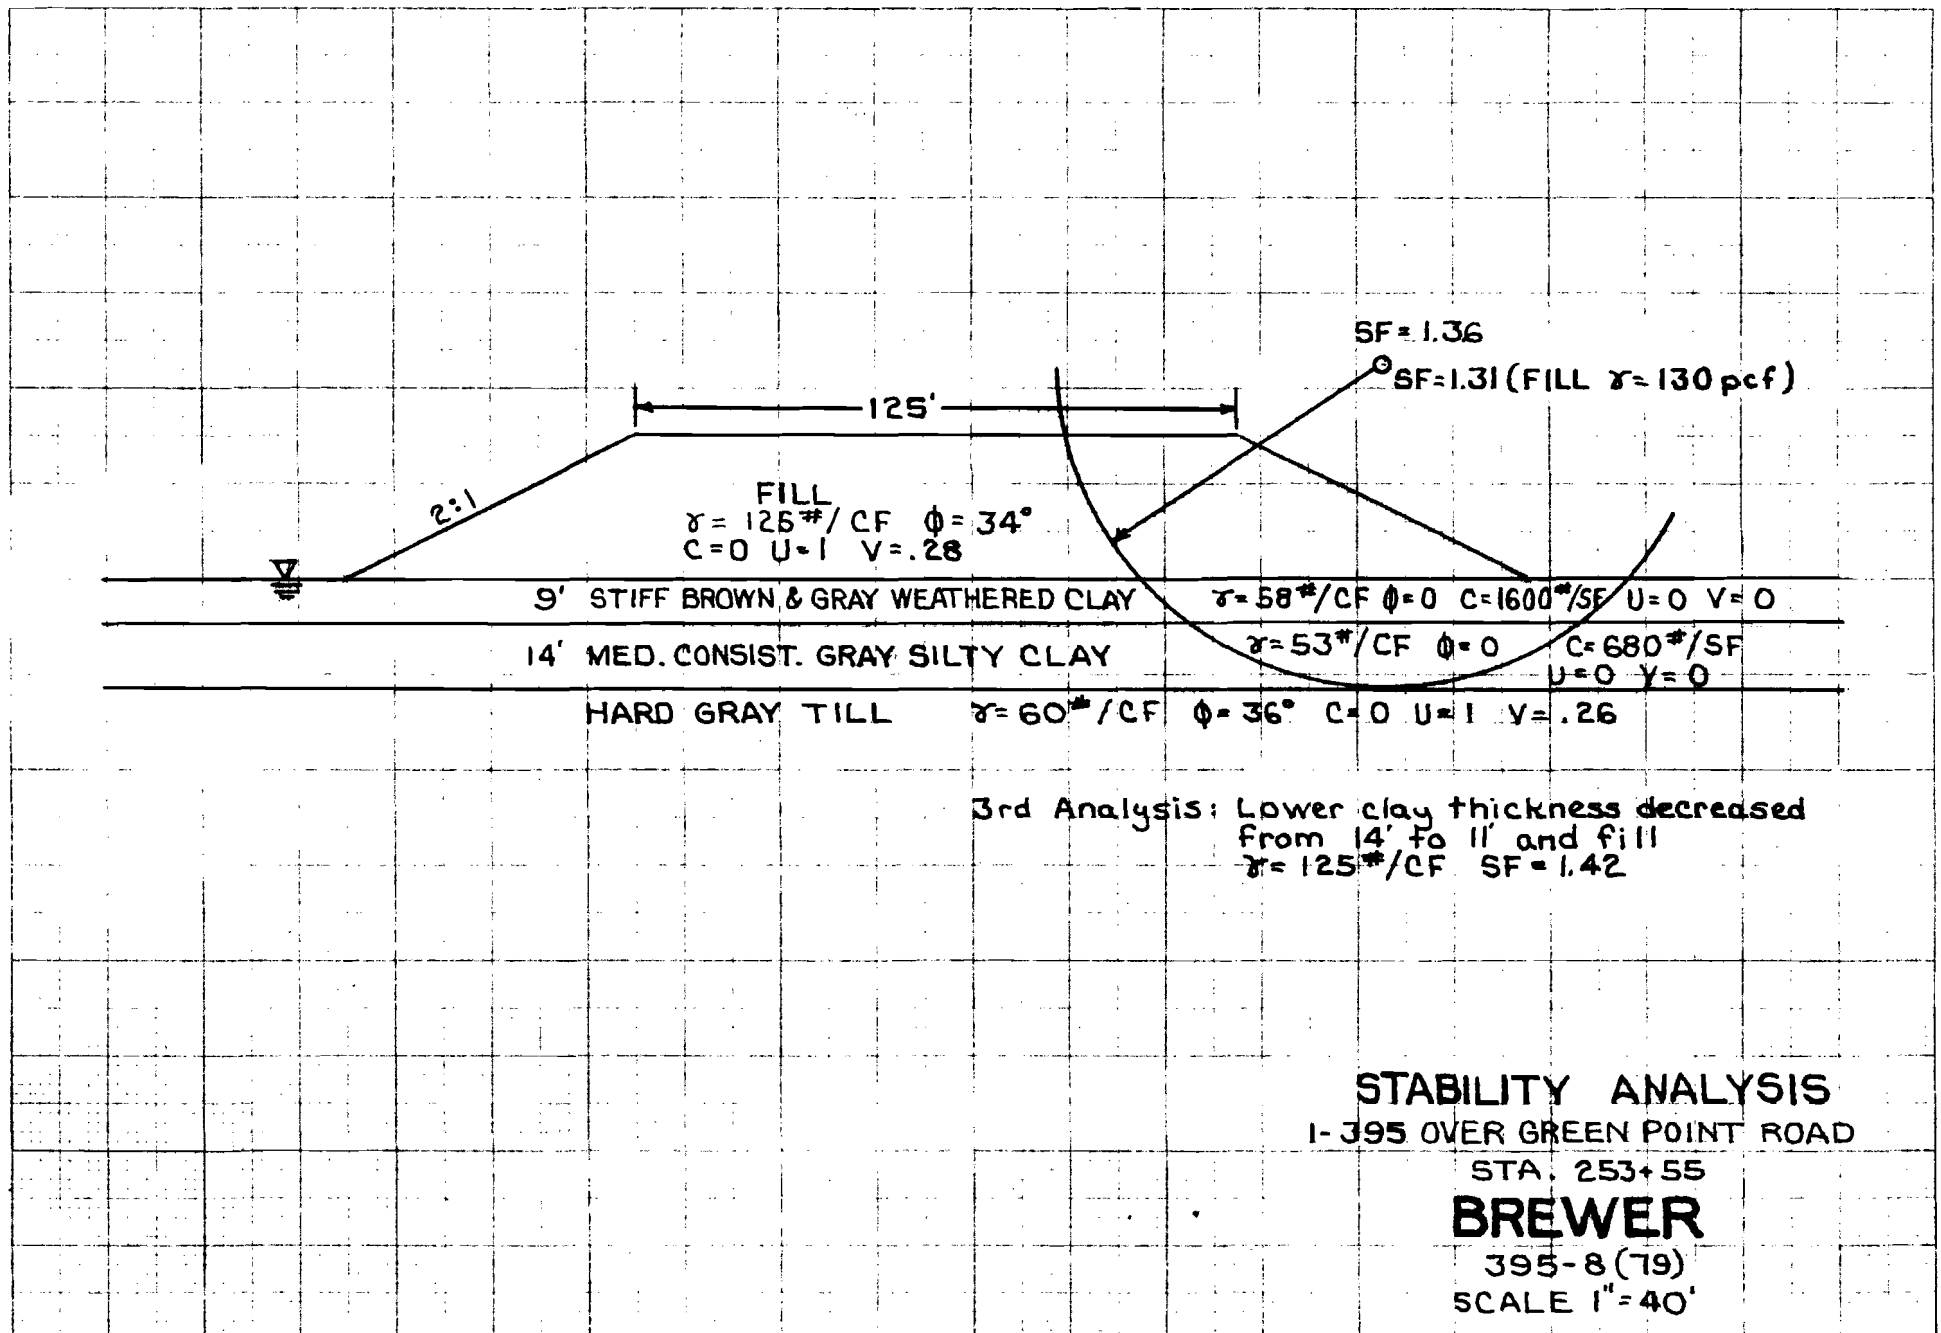 SF=1.36
SF=1.31 (FILL γ=130 pcf)
125'
2:1
FILL
γ= 125#/CF φ=34°
C=0 U=1 V=.28
9' STIFF BROWN & GRAY WEATHERED CLAY γ=58#/CF φ=0 C=1600#/SF U=0 V=0
14' MED. CONSIST. GRAY SILTY CLAY γ=53#/CF φ=0 C=680#/SF
U=0 V=0
HARD GRAY TILL γ=60#/CF φ=36° C=0 U=1 V=.26
3rd Analysis: Lower clay thickness decreased
from 14' to 11' and fill
γ=125#/CF SF=1.42
STABILITY ANALYSIS
I-395 OVER GREEN POINT ROAD
STA. 253+55
BREWER
395-8(79)
SCALE 1"=40'